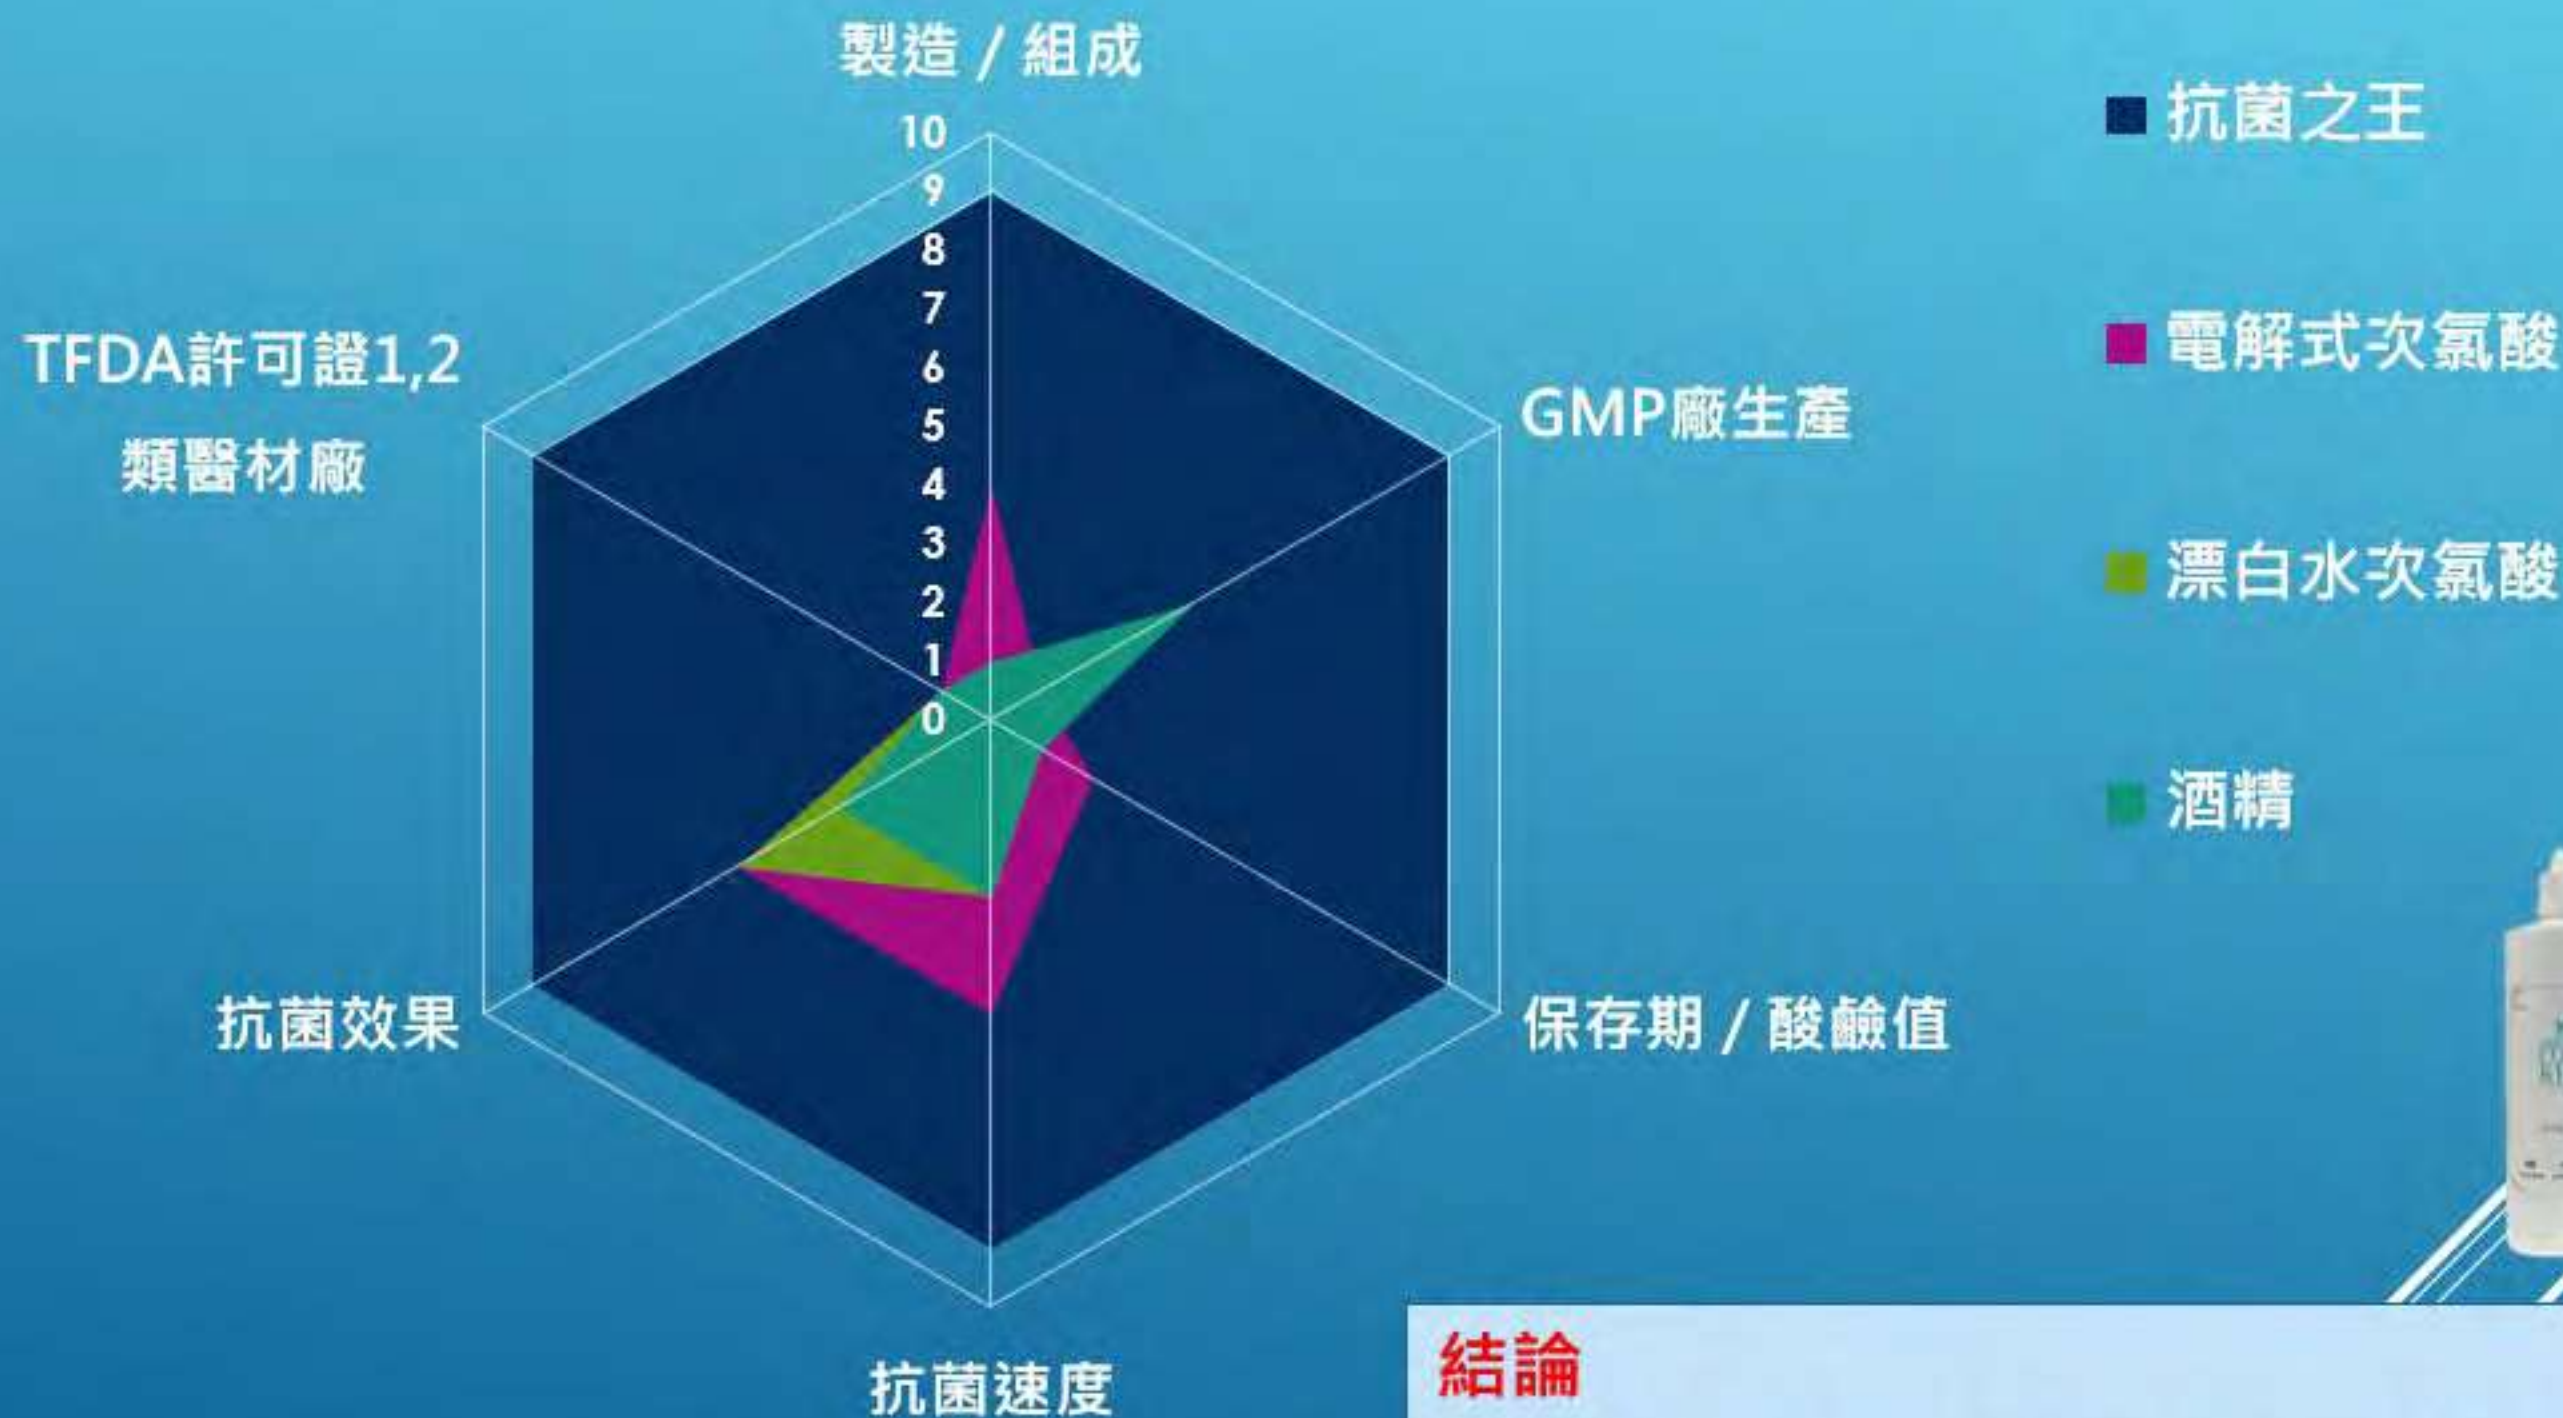 製造 / 組成
10
9
8
7
6
5
4
3
2
1
0
TFDA許可證1,2
類醫材廠
GMP廠生產
抗菌效果
保存期 / 酸鹼值
抗菌速度
抗菌之王
電解式次氯酸
漂白水次氯酸
酒精
結論